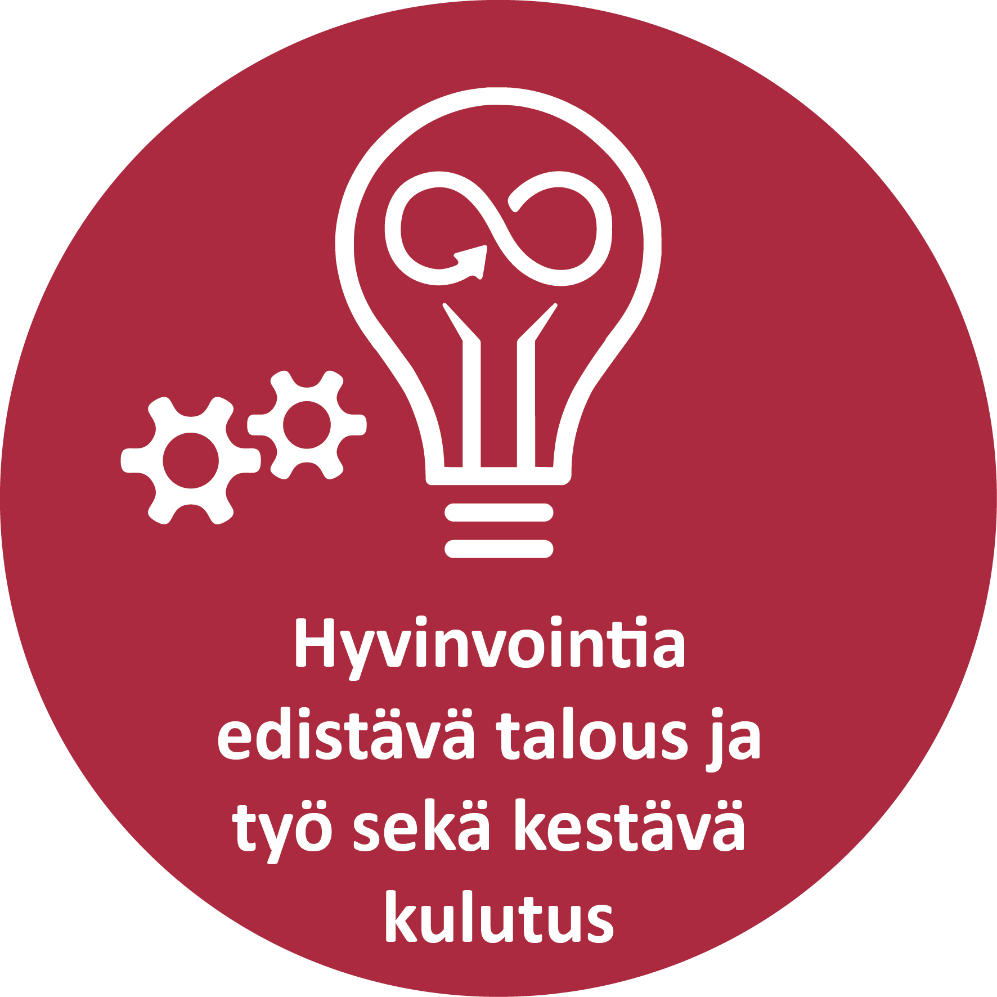 Hyvinvointia
edistävä talous ja
työ sekä kestävä
kulutus